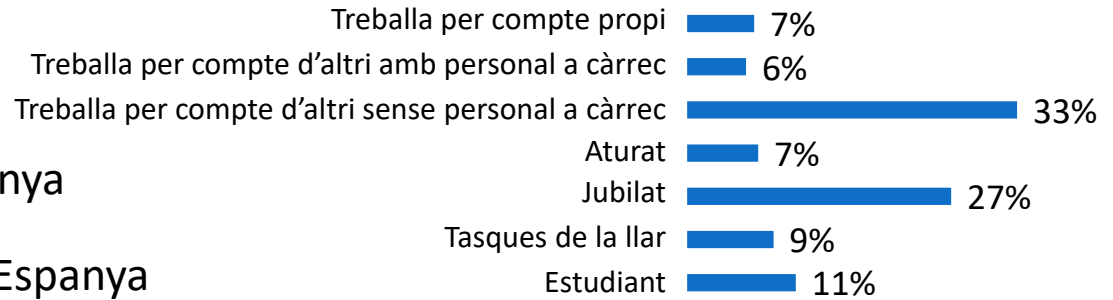 Treballa per compte propi 7%
Treballa per compte d’altri amb personal a càrrec 6%
Treballa per compte d’altri sense personal a càrrec 33%
Aturat 7%
Jubilat 27%
Tasques de la llar 9%
Estudiant 11%
nya
Espanya